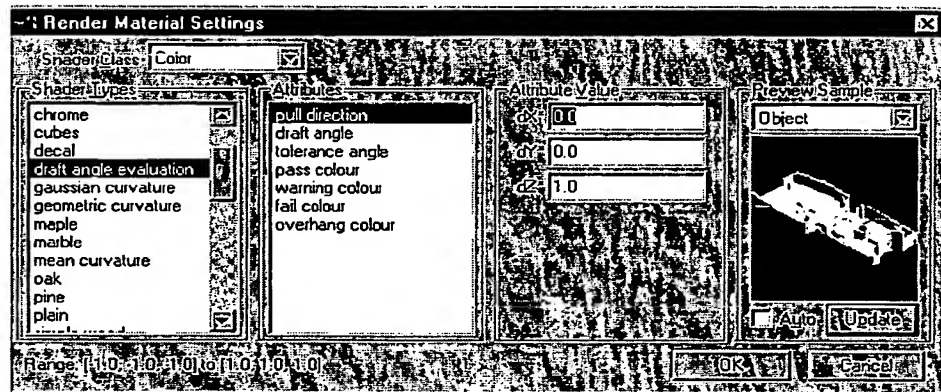 Render Material Settings
Shader Class: Color
Shader Types
chrome
cubes
decal
draft angle evaluation
gaussian curvature
geometric curvature
maple
marble
mean curvature
oak
pine
plain
Attributes
pull direction
draft angle
tolerance angle
pass colour
warning colour
fail colour
overhang colour
Attribute Value
dX 0.0
dY 0.0
dZ 1.0
Preview Sample
Object
Auto Update
Range: [-1.0, -1.0, -1.0] to [1.0, 1.0, 1.0]
OK Cancel